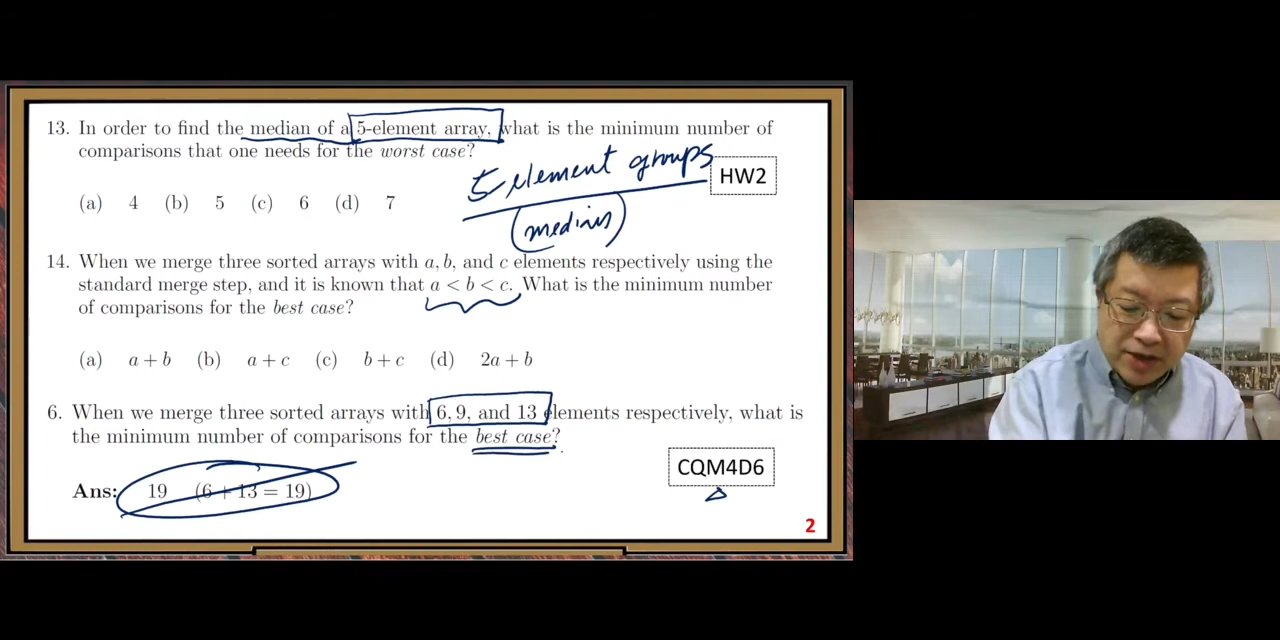 13. In order to find the median of a 5-element array, what is the minimum number of
comparisons that one needs for the worst case?
5 element groups
HW2
(a) 4 (b) 5 (c) 6 (d) 7
14. When we merge three sorted arrays with a, b, and c elements respectively using the
standard merge step, and it is known that a < b < c. What is the minimum number
of comparisons for the best case?
(a) a + b (b) a + c (c) b + c (d) 2a + b
6. When we merge three sorted arrays with 6, 9, and 13 elements respectively, what is
the minimum number of comparisons for the best case?
CQM4D6
Ans: 19 (6 + 13 = 19)
2